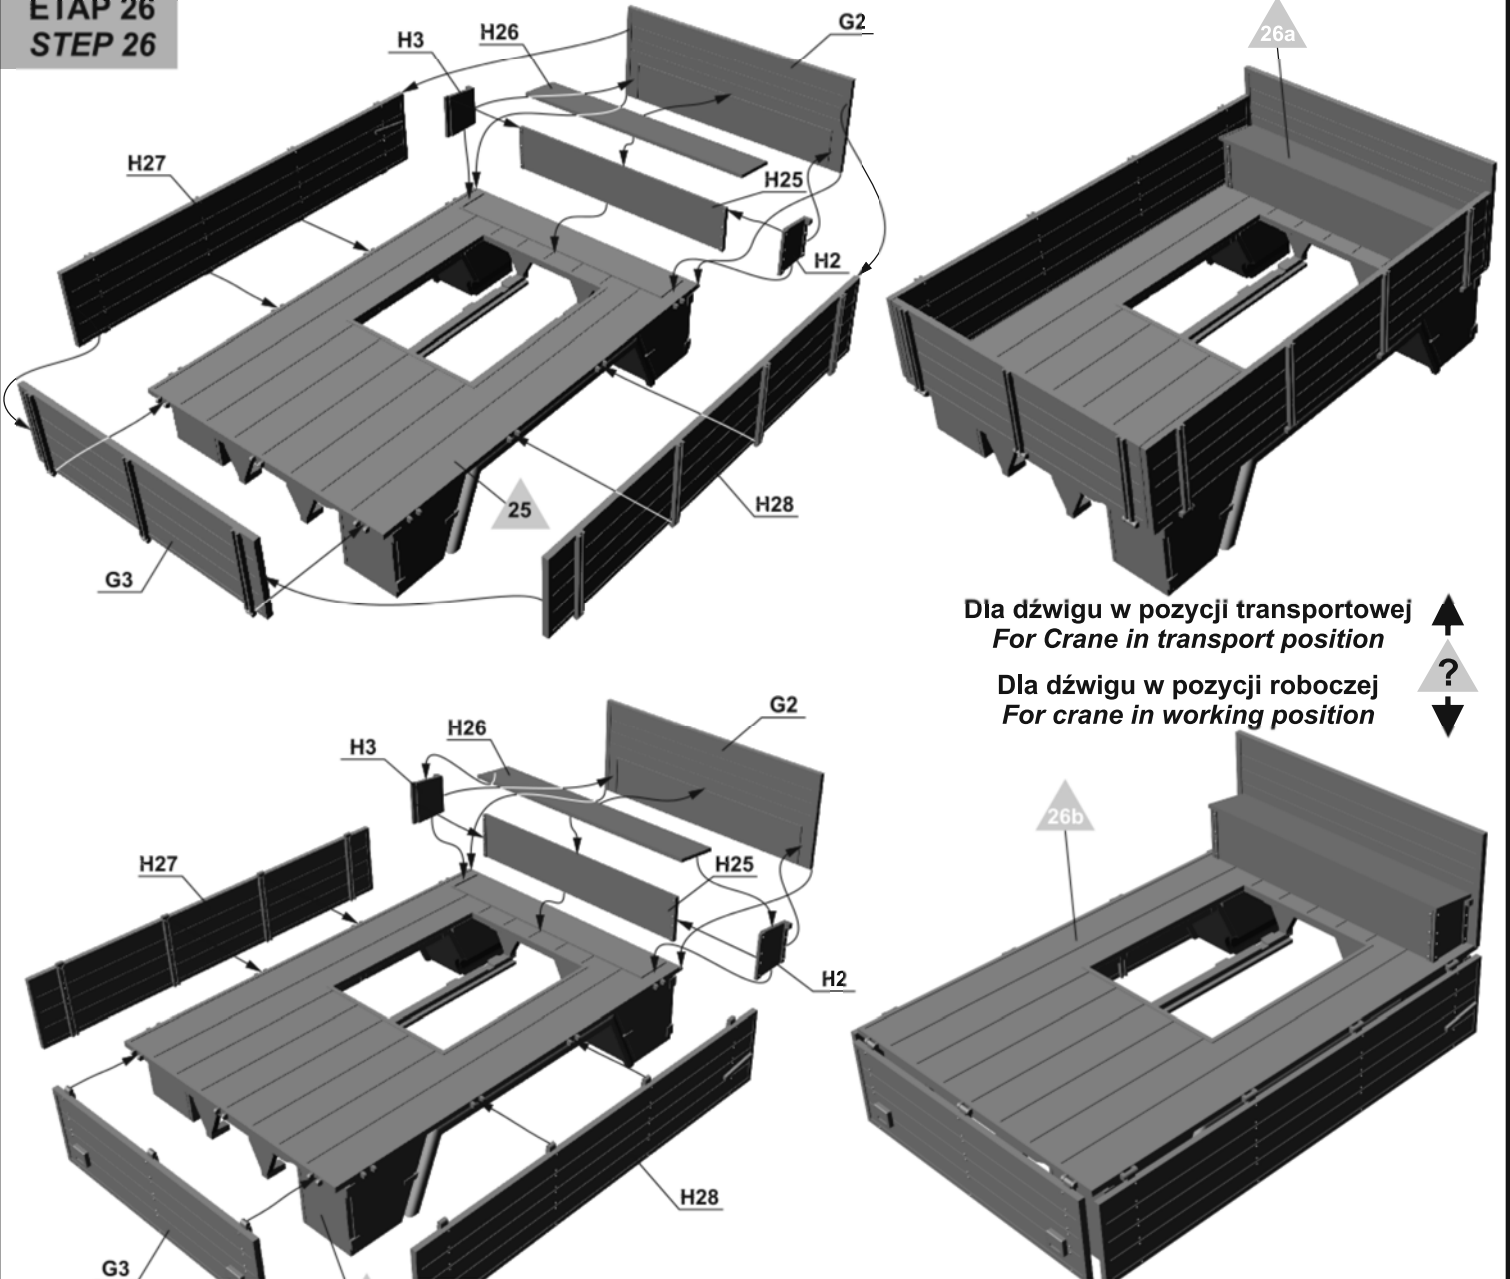 ETAP 26
STEP 26
H3
H26
G2
26a
H27
H25
H2
25
H28
G3
Dla dźwigu w pozycji transportowej
For Crane in transport position
?
Dla dźwigu w pozycji roboczej
For crane in working position
G2
H26
H3
26b
H27
H25
H2
H28
G3